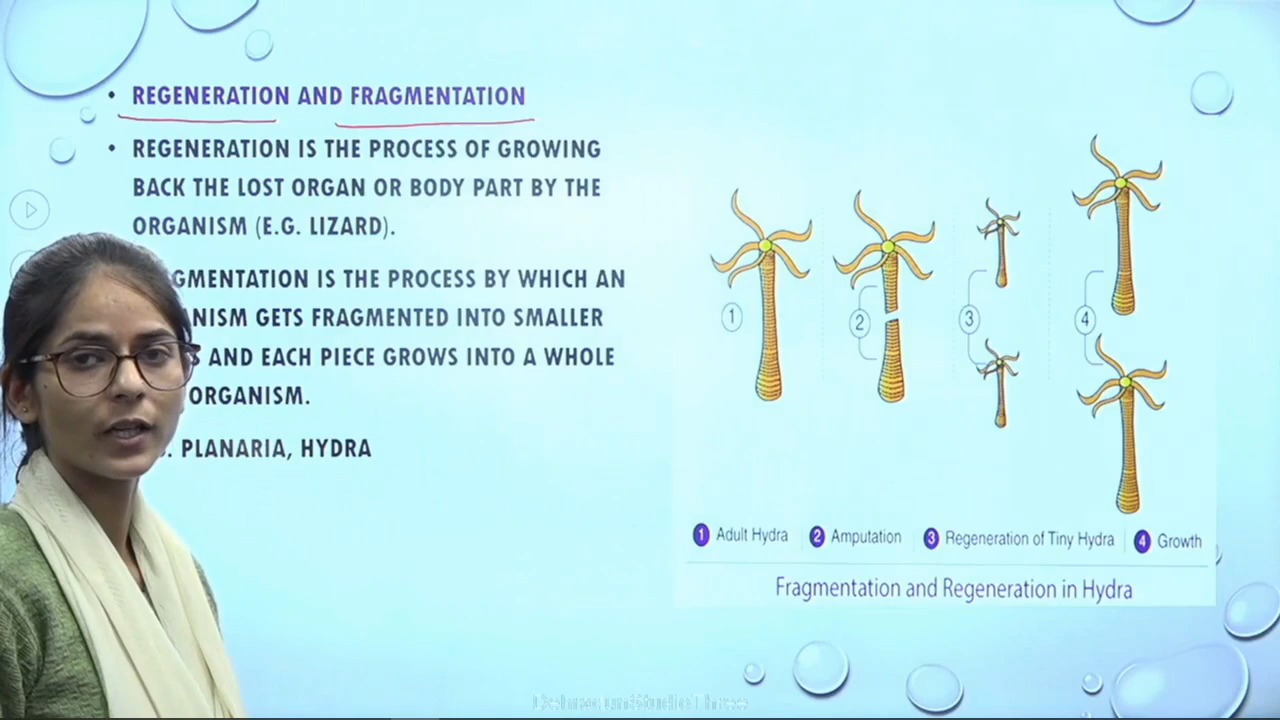 • REGENERATION AND FRAGMENTATION
• REGENERATION IS THE PROCESS OF GROWING
BACK THE LOST ORGAN OR BODY PART BY THE
ORGANISM (E.G. LIZARD).
GMENTATION IS THE PROCESS BY WHICH AN
NISM GETS FRAGMENTED INTO SMALLER
S AND EACH PIECE GROWS INTO A WHOLE
ORGANISM.
. PLANARIA, HYDRA
1
2
3
4
1 Adult Hydra 2 Amputation 3 Regeneration of Tiny Hydra 4 Growth
Fragmentation and Regeneration in Hydra